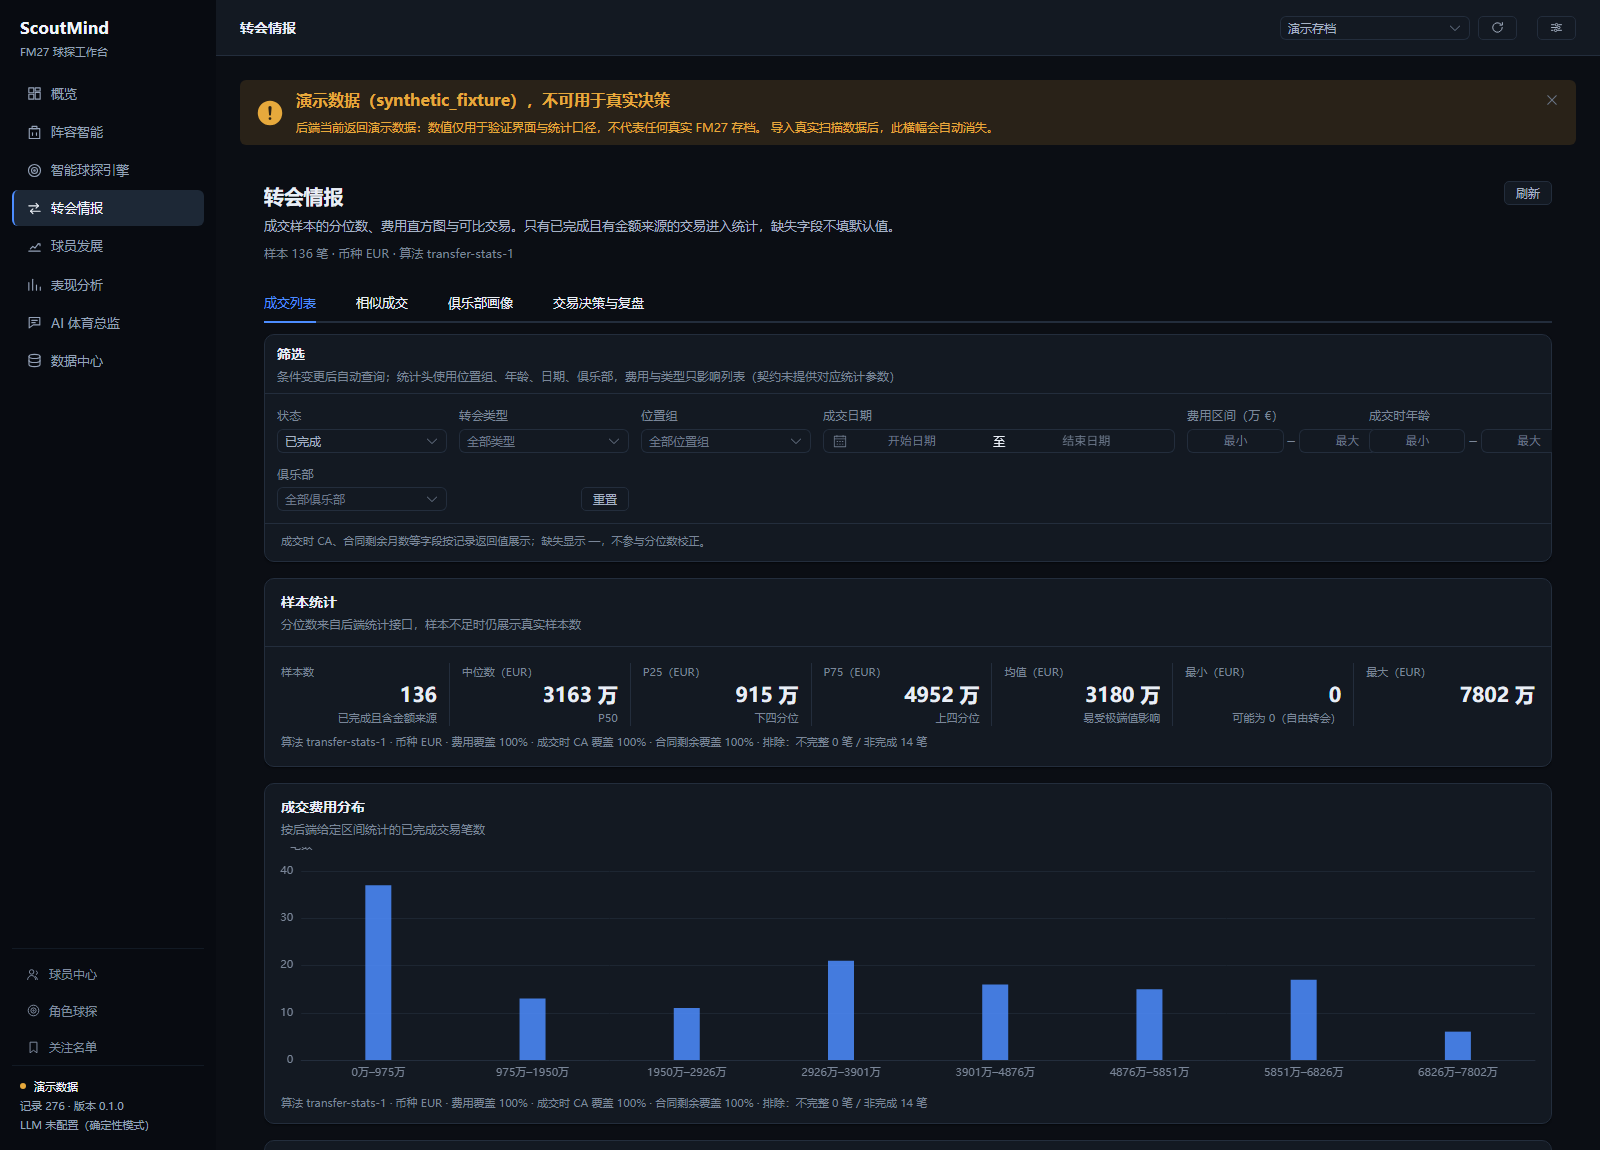 ScoutMind
FM27 球探工作台
概览
阵容智能
智能球探引擎
转会情报
球员发展
表现分析
AI 体育总监
数据中心
球员中心
角色球探
关注名单
演示数据
记录 276 · 版本 0.1.0
LLM 未配置（确定性模式）
转会情报
演示存档
演示数据（synthetic_fixture），不可用于真实决策
后端当前返回演示数据：数值仅用于验证界面与统计口径，不代表任何真实 FM27 存档。 导入真实扫描数据后，此横幅会自动消失。
转会情报
刷新
成交样本的分位数、费用直方图与可比交易。只有已完成且有金额来源的交易进入统计，缺失字段不填默认值。
样本 136 笔 · 币种 EUR · 算法 transfer-stats-1
成交列表 相似成交 俱乐部画像 交易决策与复盘
筛选
条件变更后自动查询；统计头使用位置组、年龄、日期、俱乐部，费用与类型只影响列表（契约未提供对应统计参数）
状态 转会类型 位置组 成交日期 费用区间（万 €） 成交时年龄
已完成 全部类型 全部位置组 开始日期 至 结束日期 最小 – 最大 最小 – 最大
俱乐部
全部俱乐部 重置
成交时 CA、合同剩余月数等字段按记录返回值展示；缺失显示 —，不参与分位数校正。
样本统计
分位数来自后端统计接口，样本不足时仍展示真实样本数
样本数 中位数（EUR） P25（EUR） P75（EUR） 均值（EUR） 最小（EUR） 最大（EUR）
136 3163 万 915 万 4952 万 3180 万 0 7802 万
已完成且含金额来源 P50 下四分位 上四分位 易受极端值影响 可能为 0（自由转会）
算法 transfer-stats-1 · 币种 EUR · 费用覆盖 100% · 成交时 CA 覆盖 100% · 合同剩余覆盖 100% · 排除：不完整 0 笔 / 非完成 14 笔
成交费用分布
按后端给定区间统计的已完成交易笔数
40
30
20
10
0
0万–975万 975万–1950万 1950万–2926万 2926万–3901万 3901万–4876万 4876万–5851万 5851万–6826万 6826万–7802万
算法 transfer-stats-1 · 币种 EUR · 费用覆盖 100% · 成交时 CA 覆盖 100% · 合同剩余覆盖 100% · 排除：不完整 0 笔 / 非完成 14 笔